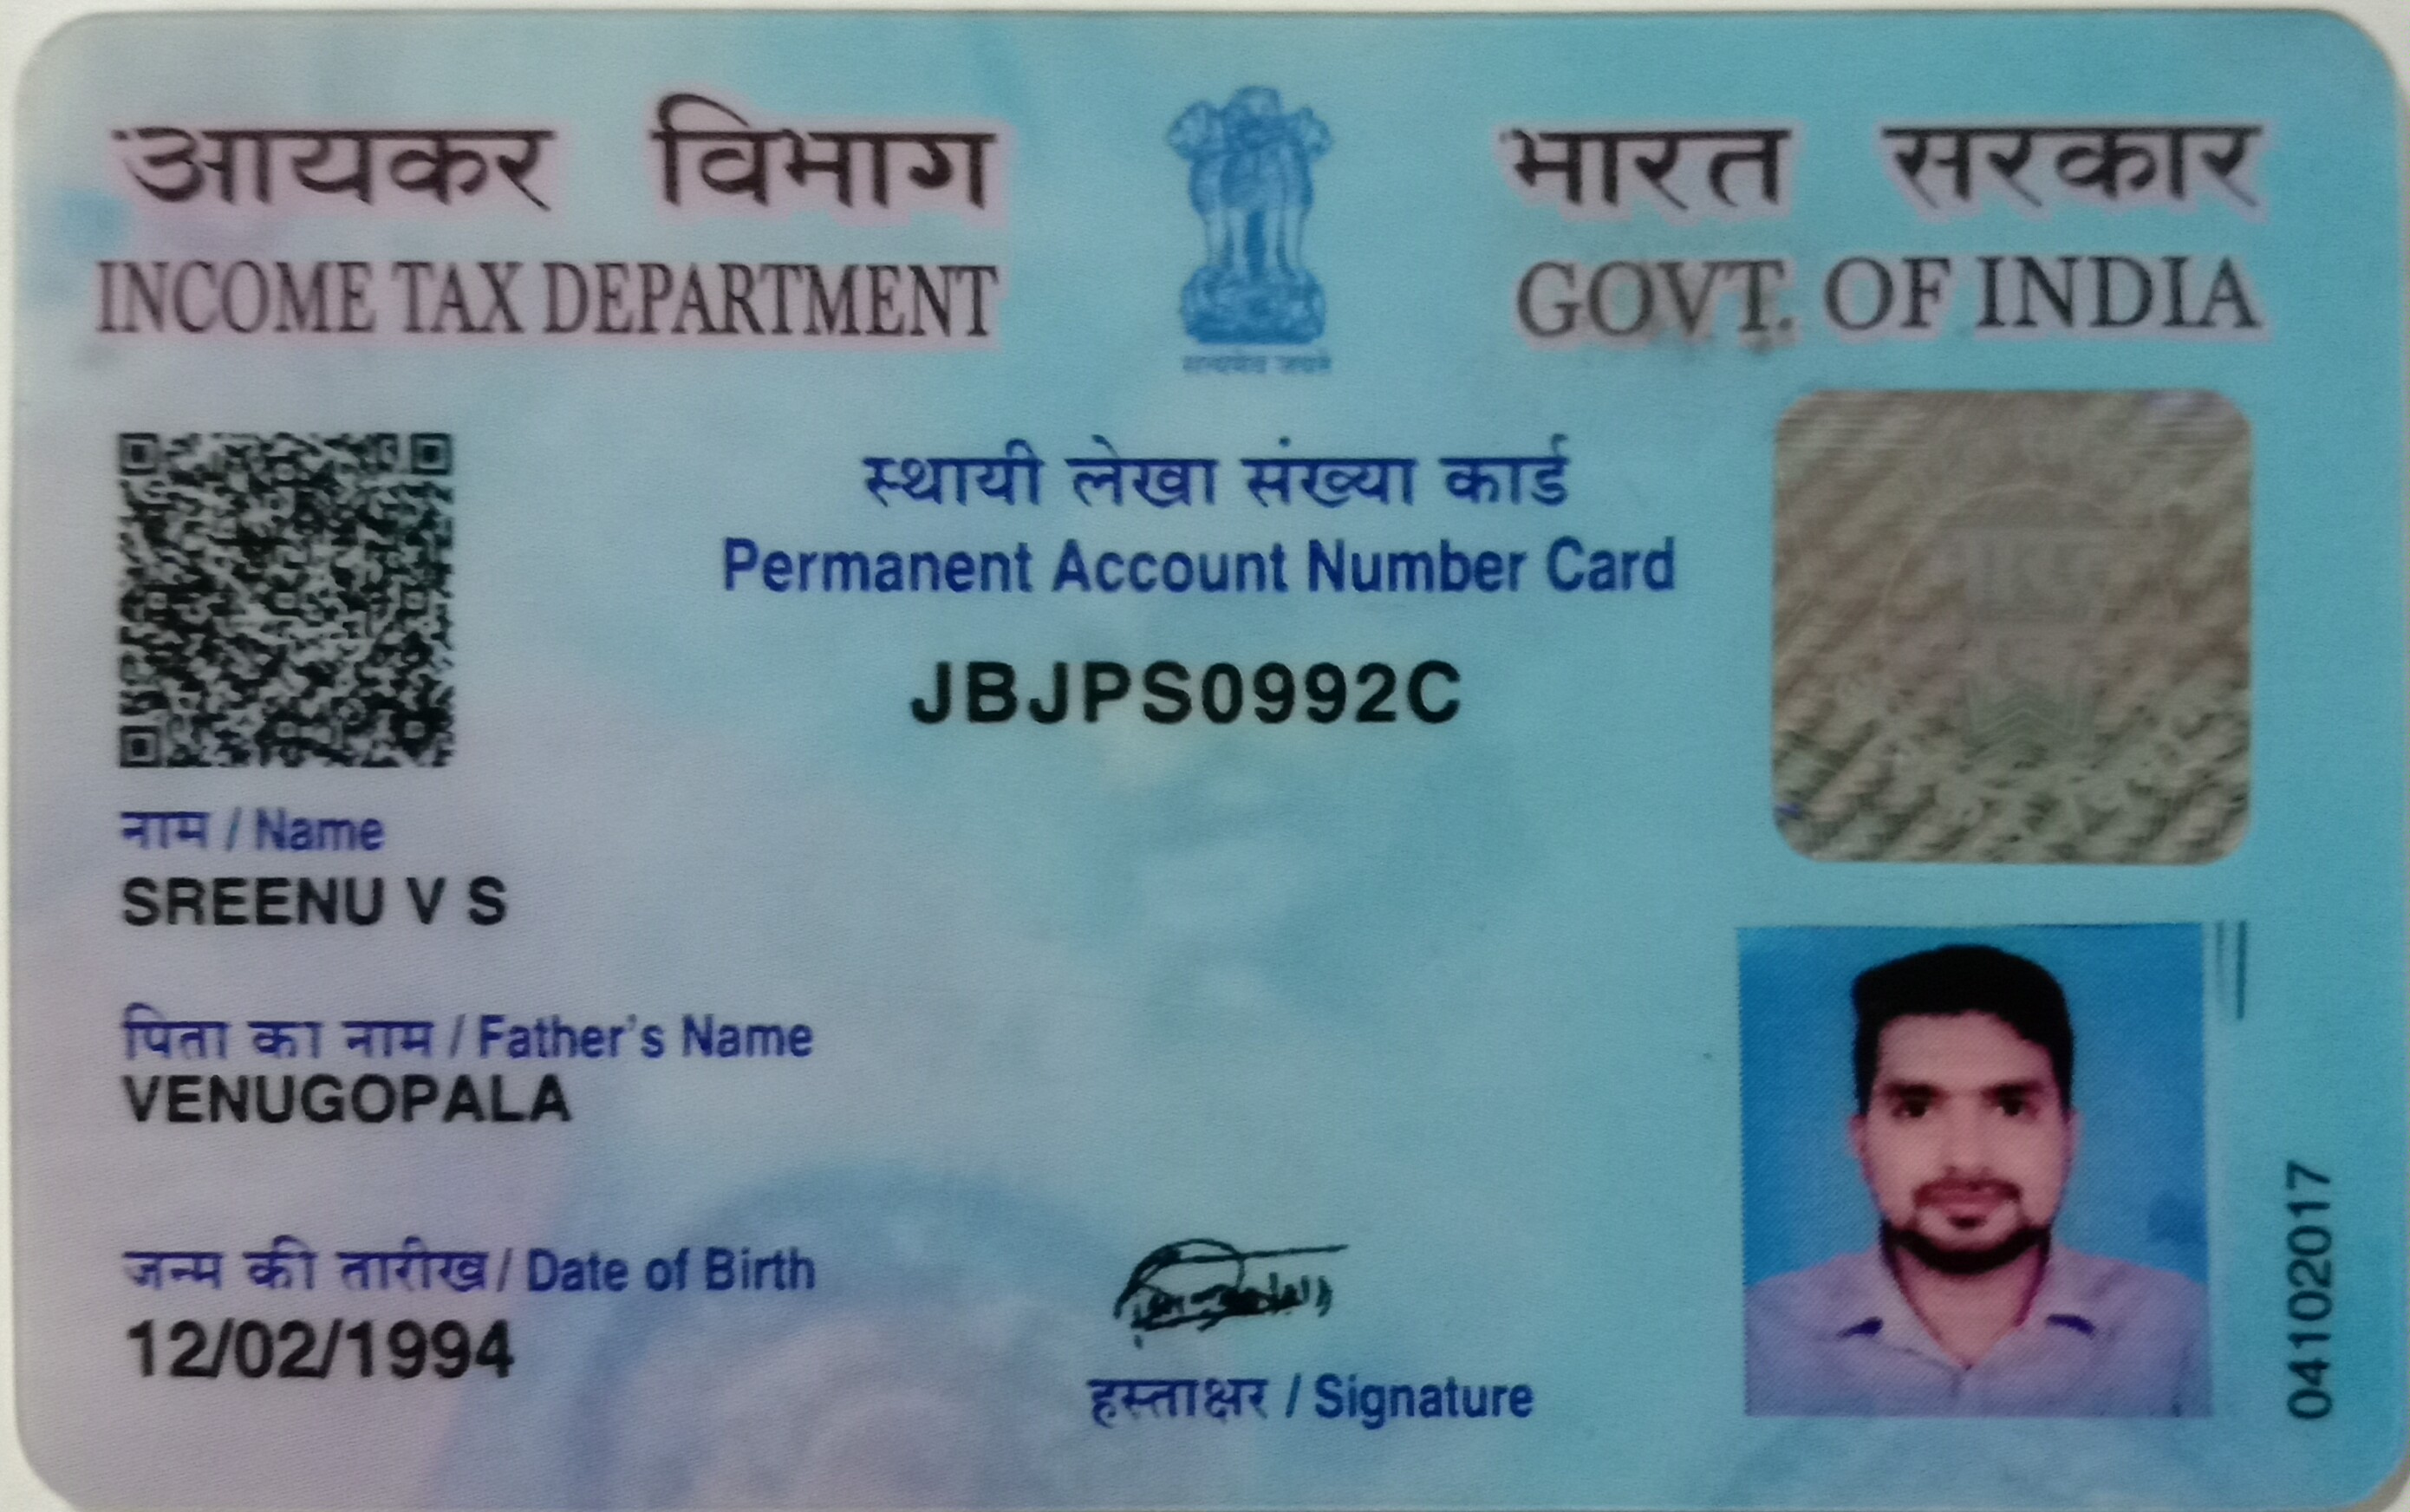 आयकर विभाग
INCOME TAX DEPARTMENT
भारत सरकार
GOVT. OF INDIA
सत्यमेव जयते
स्थायी लेखा संख्या कार्ड
Permanent Account Number Card
JBJPS0992C
नाम / Name
SREENU V S
पिता का नाम / Father's Name
VENUGOPALA
जन्म की तारीख / Date of Birth
12/02/1994
हस्ताक्षर / Signature
04102017